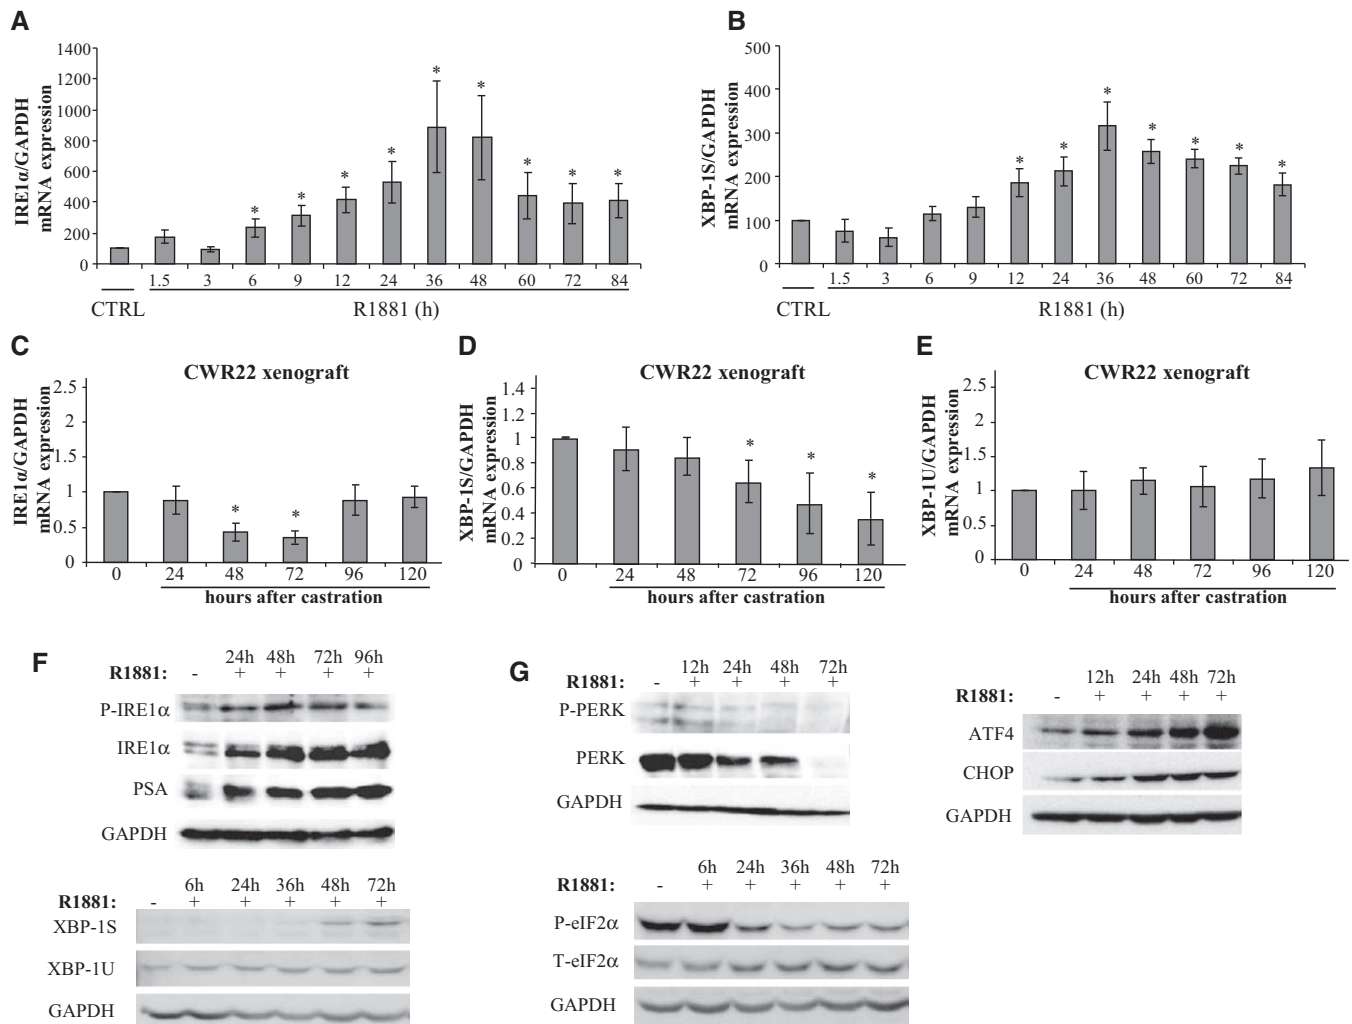 A
IRE1α/GAPDH
mRNA expression
1400
1200
1000
800
600
400
200
0
* * * * * * * * *
1.5 3 6 9 12 24 36 48 60 72 84
CTRL R1881 (h)
B
XBP-1S/GAPDH
mRNA expression
500
400
300
200
100
0
* * * * * * *
1.5 3 6 9 12 24 36 48 60 72 84
CTRL R1881 (h)
C
CWR22 xenograft
IRE1α/GAPDH
mRNA expression
2.5
2
1.5
1
0.5
0
* *
0 24 48 72 96 120
hours after castration
D
CWR22 xenograft
XBP-1S/GAPDH
mRNA expression
1.4
1.2
1
0.8
0.6
0.4
0.2
0
* * *
0 24 48 72 96 120
hours after castration
E
CWR22 xenograft
XBP-1U/GAPDH
mRNA expression
2.5
2
1.5
1
0.5
0
0 24 48 72 96 120
hours after castration
F
24h 48h 72h 96h
R1881: - + + + +
P-IRE1α
IRE1α
PSA
GAPDH
6h 24h 36h 48h 72h
R1881: - + + + + +
XBP-1S
XBP-1U
GAPDH
G
12h 24h 48h 72h
R1881: - + + + +
P-PERK
PERK
GAPDH
12h 24h 48h 72h
R1881: - + + + +
ATF4
CHOP
GAPDH
6h 24h 36h 48h 72h
R1881: - + + + + +
P-eIF2α
T-eIF2α
GAPDH